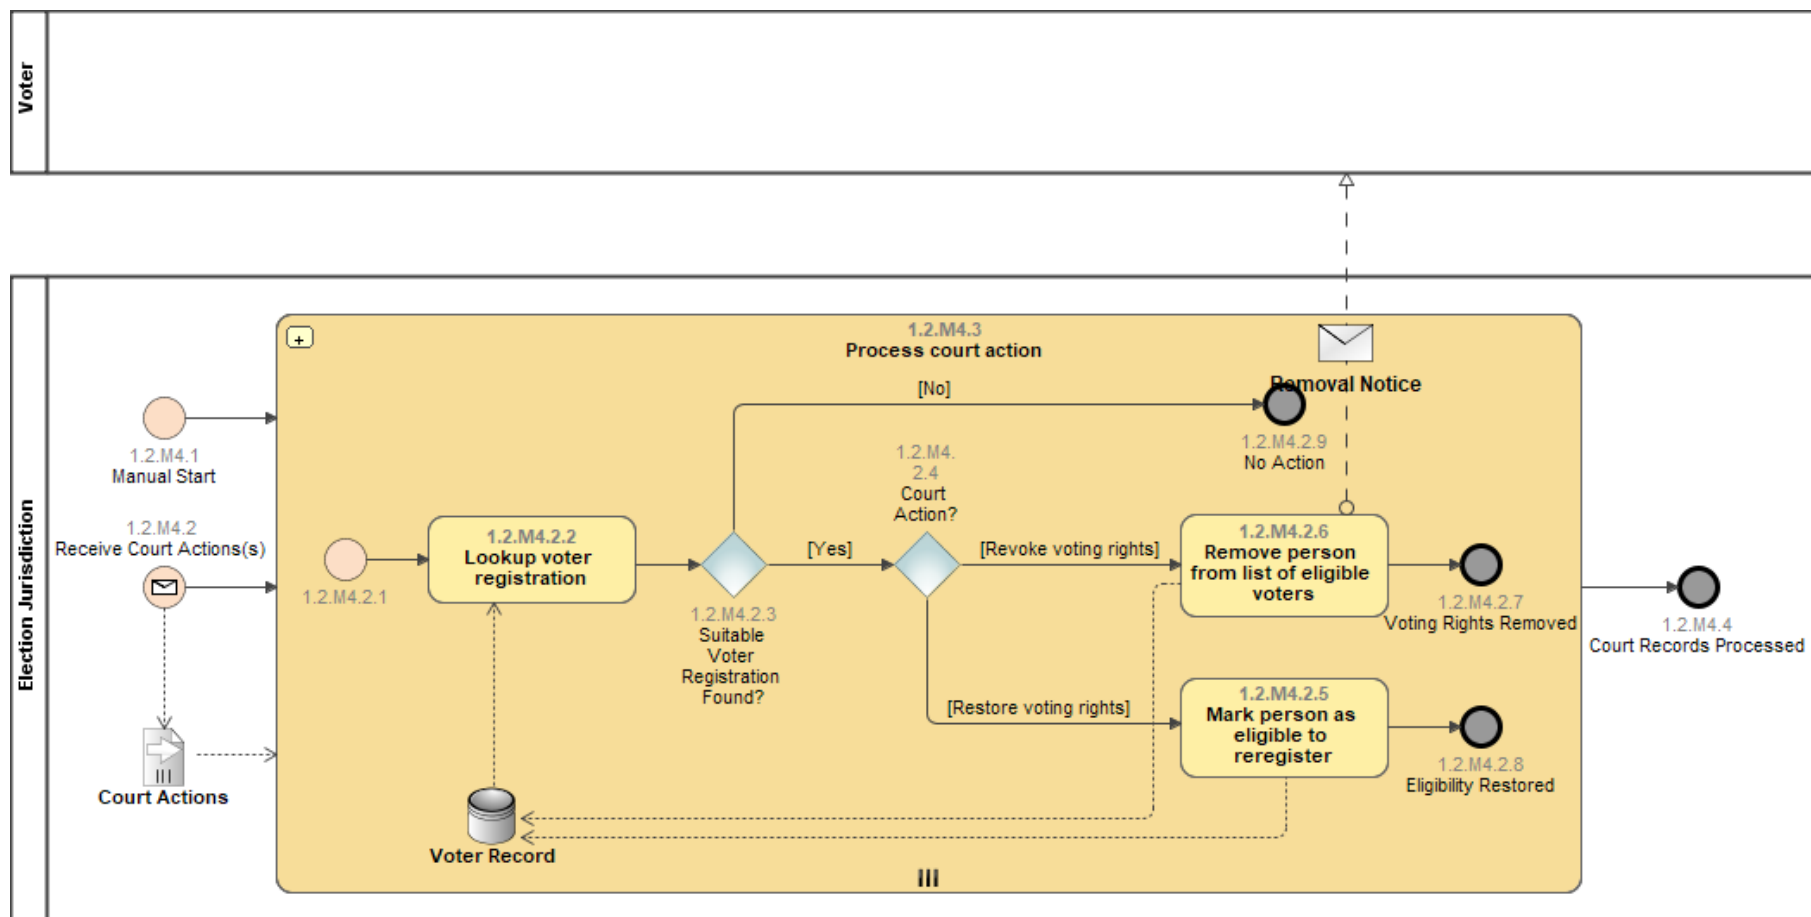 Voter
Election Jurisdiction
1.2.M4.3
Process court action
Removal Notice
[No]
1.2.M4.1
Manual Start
1.2.M4.2.9
No Action
1.2.M4.
2.4
Court
Action?
1.2.M4.2
Receive Court Actions(s)
1.2.M4.2.1
1.2.M4.2.2
Lookup voter
registration
[Yes]
[Revoke voting rights]
1.2.M4.2.6
Remove person
from list of eligible
voters
1.2.M4.2.3
Suitable
Voter
Registration
Found?
1.2.M4.2.7
Voting Rights Removed
1.2.M4.4
Court Records Processed
[Restore voting rights]
1.2.M4.2.5
Mark person as
eligible to
reregister
1.2.M4.2.8
Eligibility Restored
Court Actions
Voter Record